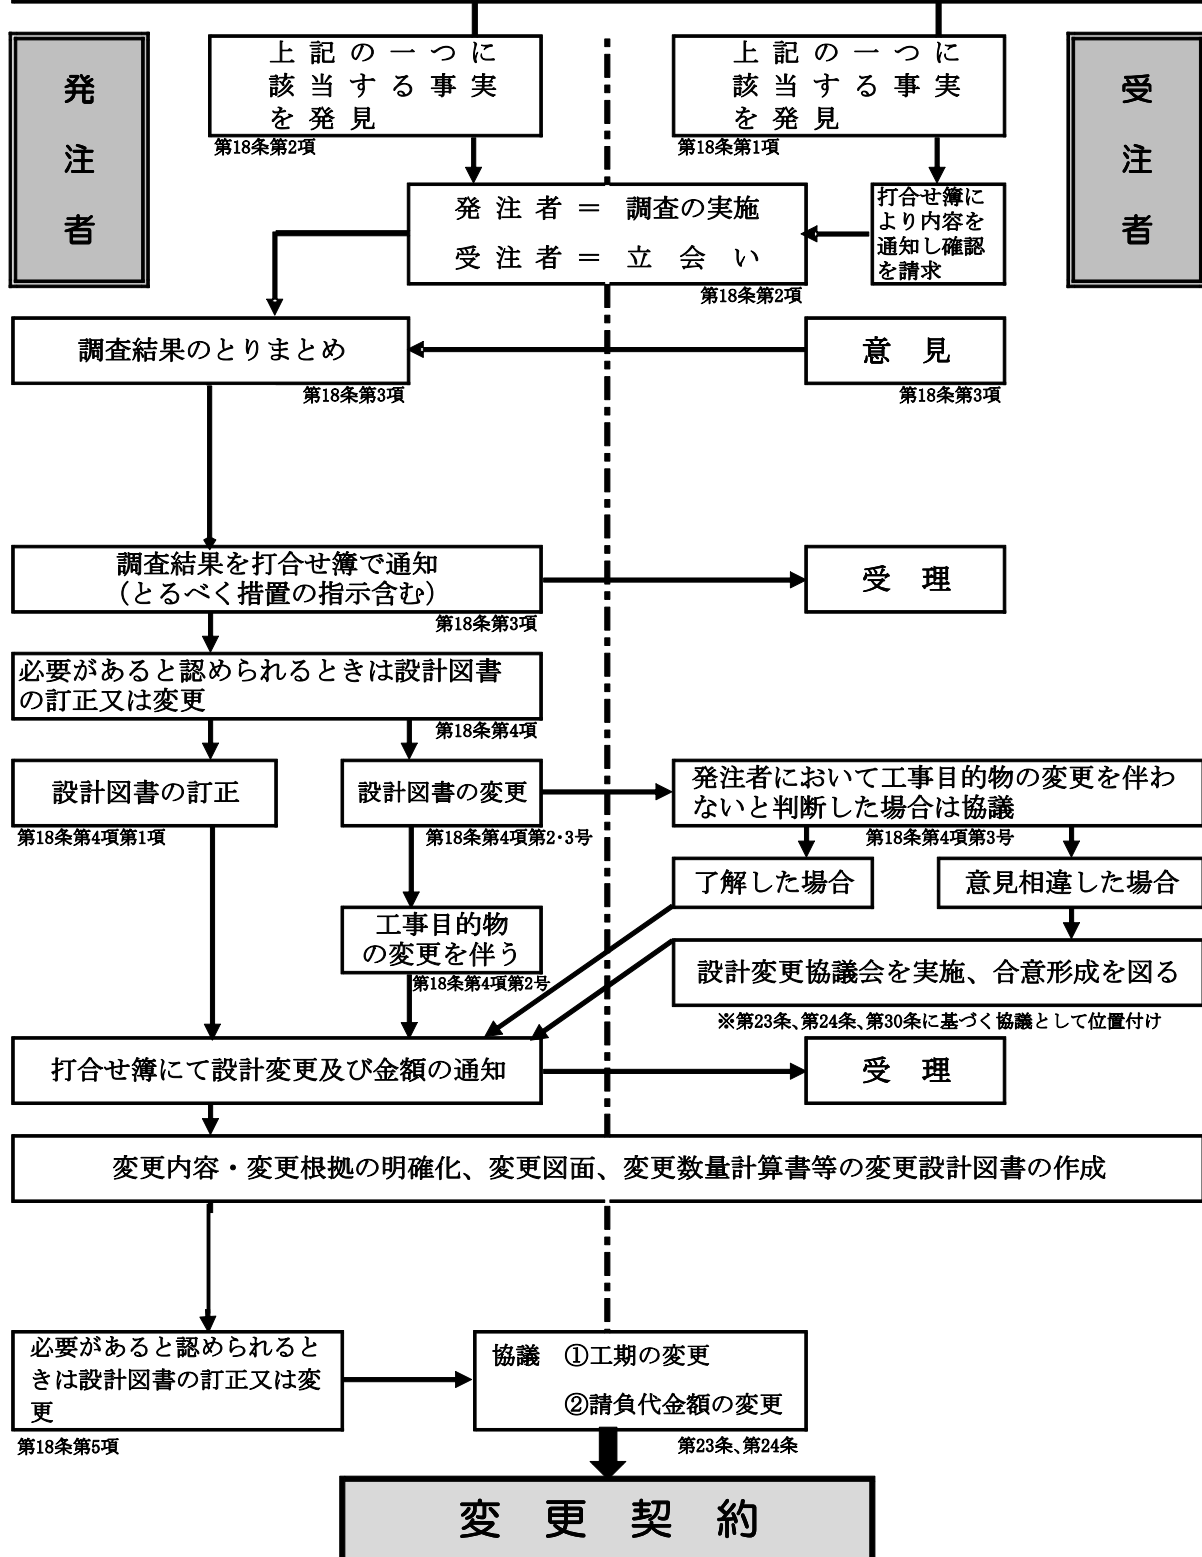 発
注
者
上記の一つに
該当する事実
を発見
第18条第2項
上記の一つに
該当する事実
を発見
第18条第1項
受
注
者
発注者＝調査の実施
受注者＝立会い
第18条第2項
打合せ簿に
より内容を
通知し確認
を請求
調査結果のとりまとめ
第18条第3項
意見
第18条第3項
調査結果を打合せ簿で通知
（とるべく措置の指示含む）
第18条第3項
受理
必要があると認められるときは設計図書
の訂正又は変更
第18条第4項
設計図書の訂正
第18条第4項第1項
設計図書の変更
第18条第4項第2・3号
発注者において工事目的物の変更を伴わ
ないと判断した場合は協議
第18条第4項第3号
了解した場合
意見相違した場合
工事目的物
の変更を伴う
第18条第4項第2号
設計変更協議会を実施、合意形成を図る
※第23条、第24条、第30条に基づく協議として位置付け
打合せ簿にて設計変更及び金額の通知
受理
変更内容・変更根拠の明確化、変更図面、変更数量計算書等の変更設計図書の作成
必要があると認められると
きは設計図書の訂正又は変
更
第18条第5項
協議 ①工期の変更
②請負代金額の変更
第23条、第24条
変更契約